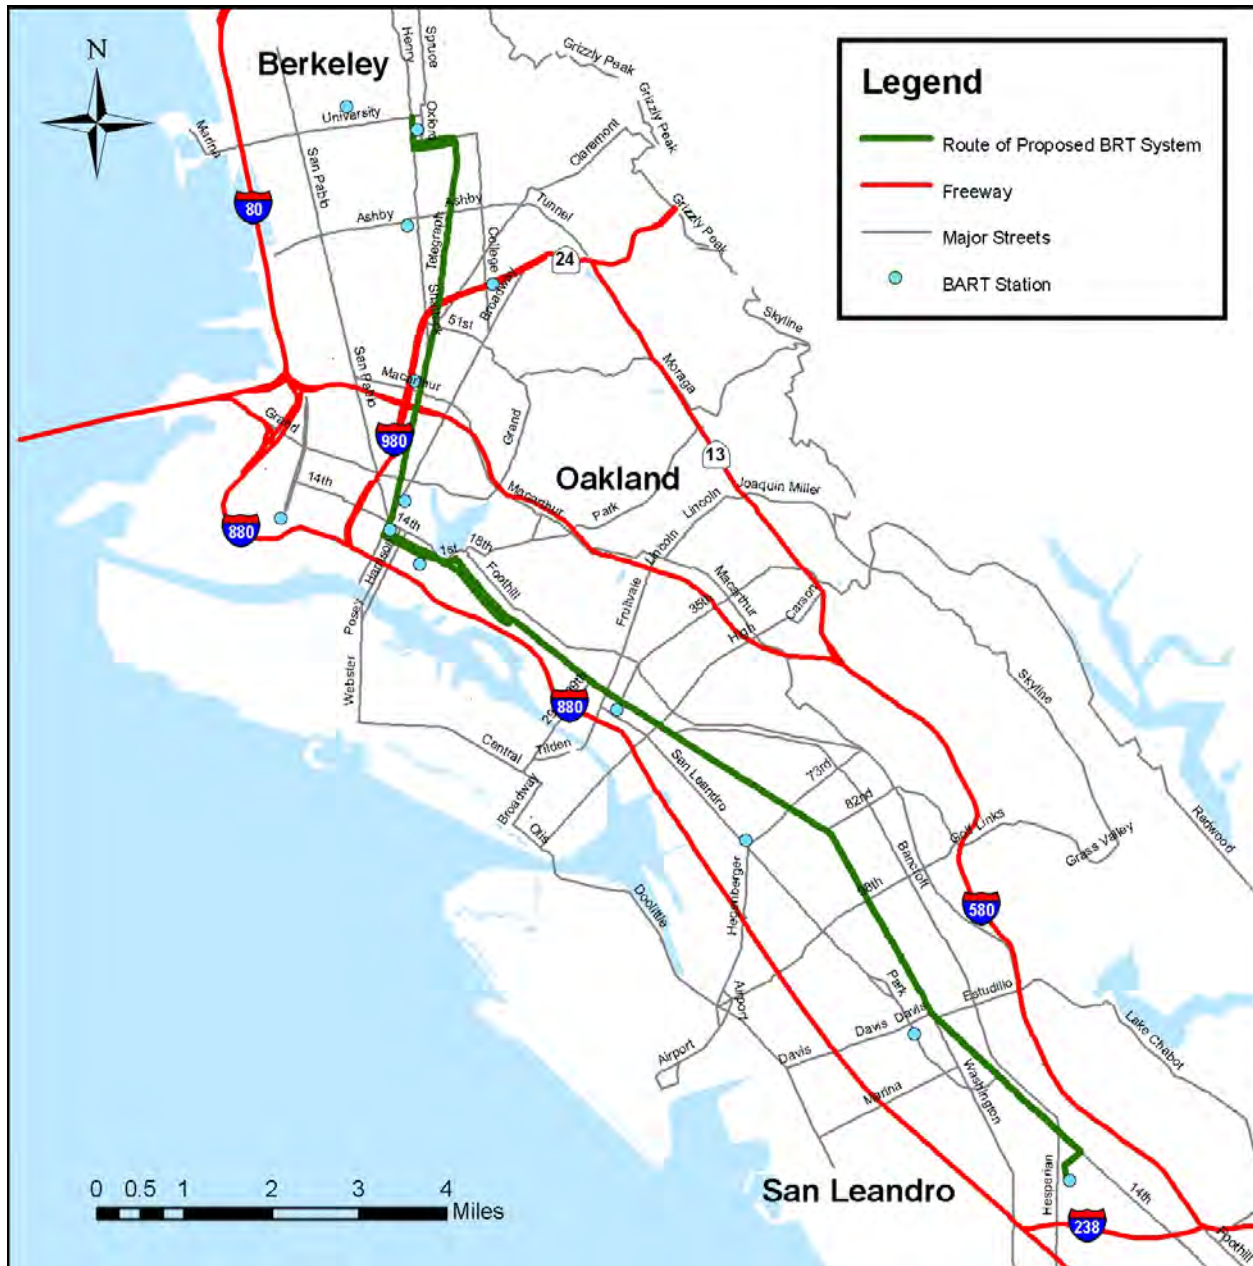 N
Berkeley
Henry
Spruce
Grizzly Peak
Grizzly Peak
Legend
Route of Proposed BRT System
Freeway
Major Streets
BART Station
University
Oxford
Marina
San Pablo
Claremont
80
Ashby
Ashby
Tunnel
Grizzly Peak
Telegraph
College
Broadway
24
51st
Skyline
San Pablo
Macarthur
Moraga
Grand
Grand
980
13
14th
Oakland
Macarthur
Park
Lincoln
Joaquin Miller
880
14th
1st
18th
Harrison
Foothill
Lincoln
Fruitvale
Macarthur
35th
Carson
High
Posey
Webster
880
Skyline
Central
Tilden
San Leandro
73rd
82nd
Broadway
Otis
Golf Links
Grass Valley
Redwood
Bancroft
Hegenberger
98th
580
Doolittle
Park
Estudillo
Airport
Davis
Davis
Lake Chabot
Airport
Davis
Marina
Washington
Hesperian
14th
San Leandro
238
Foothill
0 0.5 1 2 3 4
Miles